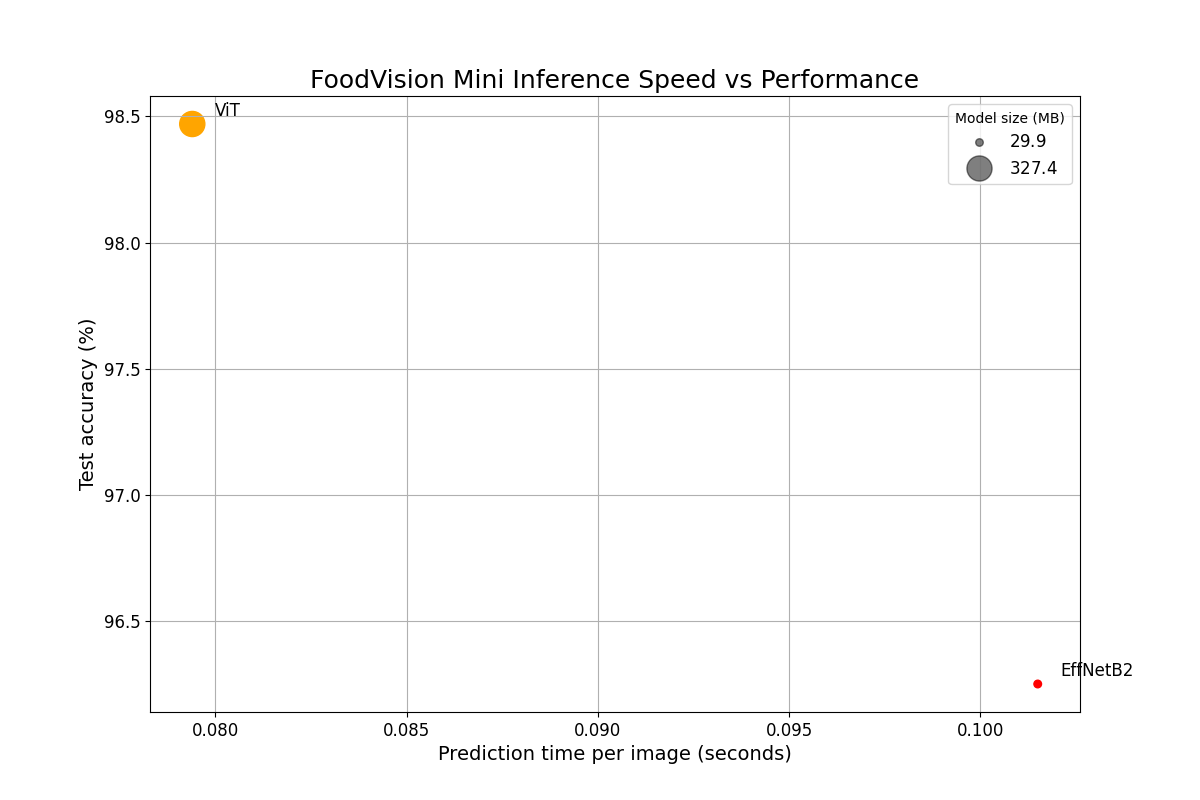 FoodVision Mini Inference Speed vs Performance
ViT
Model size (MB)
29.9
327.4
98.5
98.0
97.5
97.0
96.5
Test accuracy (%)
EffNetB2
0.080 0.085 0.090 0.095 0.100
Prediction time per image (seconds)